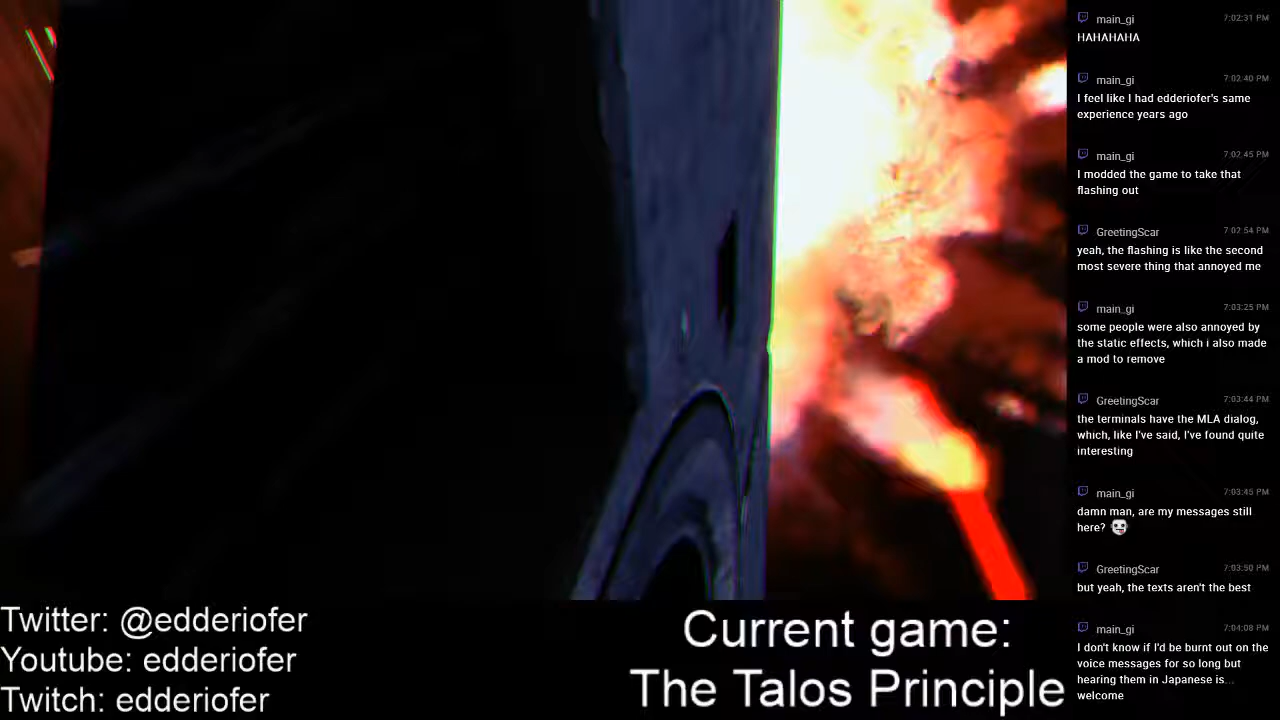 main_gi 7:02:31 PM
HAHAHAHA
main_gi 7:02:40 PM
I feel like I had edderiofer's same
experience years ago
main_gi 7:02:45 PM
I modded the game to take that
flashing out
GreetingScar 7:02:54 PM
yeah, the flashing is like the second
most severe thing that annoyed me
main_gi 7:03:25 PM
some people were also annoyed by
the static effects, which i also made
a mod to remove
GreetingScar 7:03:44 PM
the terminals have the MLA dialog,
which, like I've said, I've found quite
interesting
main_gi 7:03:45 PM
damn man, are my messages still
here?
GreetingScar 7:03:50 PM
but yeah, the texts aren't the best
main_gi 7:04:08 PM
I don't know if I'd be burnt out on the
voice messages for so long but
hearing them in Japanese is...
welcome
Twitter: @edderiofer
Youtube: edderiofer
Twitch: edderiofer
Current game:
The Talos Principle